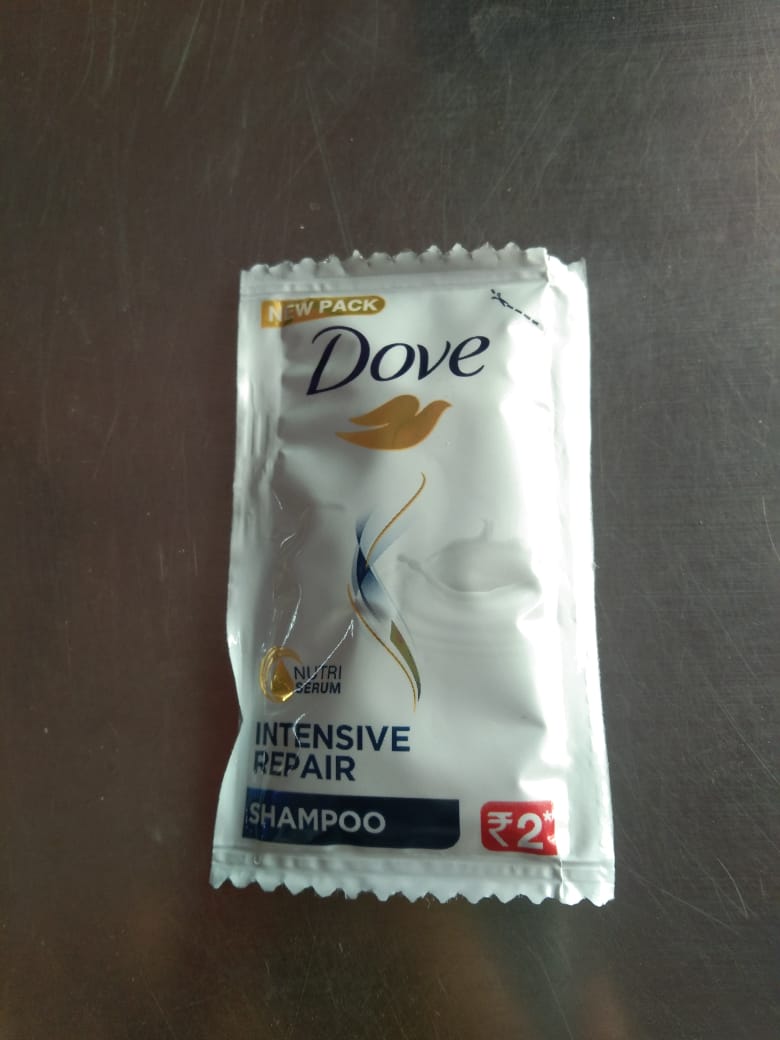 NEW PACK
Dove
NUTRI
SERUM
INTENSIVE
REPAIR
SHAMPOO
₹2*